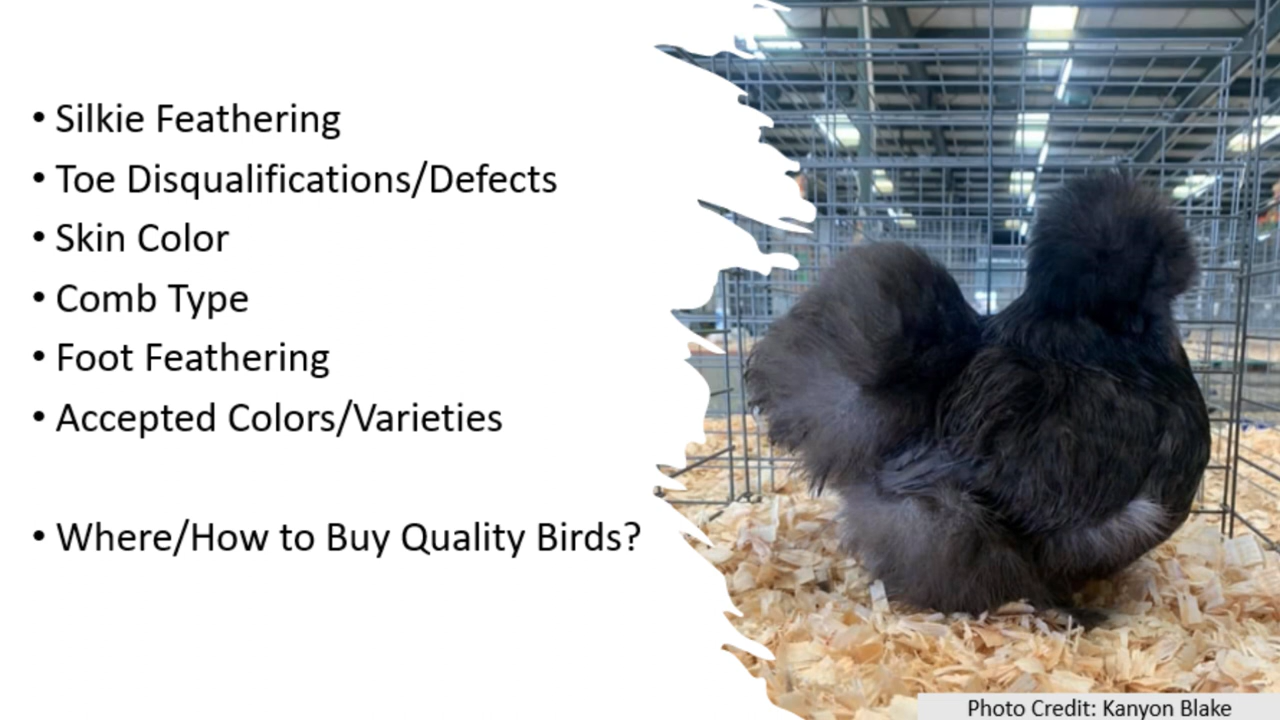 • Silkie Feathering
• Toe Disqualifications/Defects
• Skin Color
• Comb Type
• Foot Feathering
• Accepted Colors/Varieties
• Where/How to Buy Quality Birds?
Photo Credit: Kanyon Blake